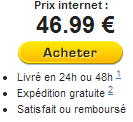 Prix internet :
46.99 €
Acheter
• Livré en 24h ou 48h 1
• Expédition gratuite 2
• Satisfait ou remboursé